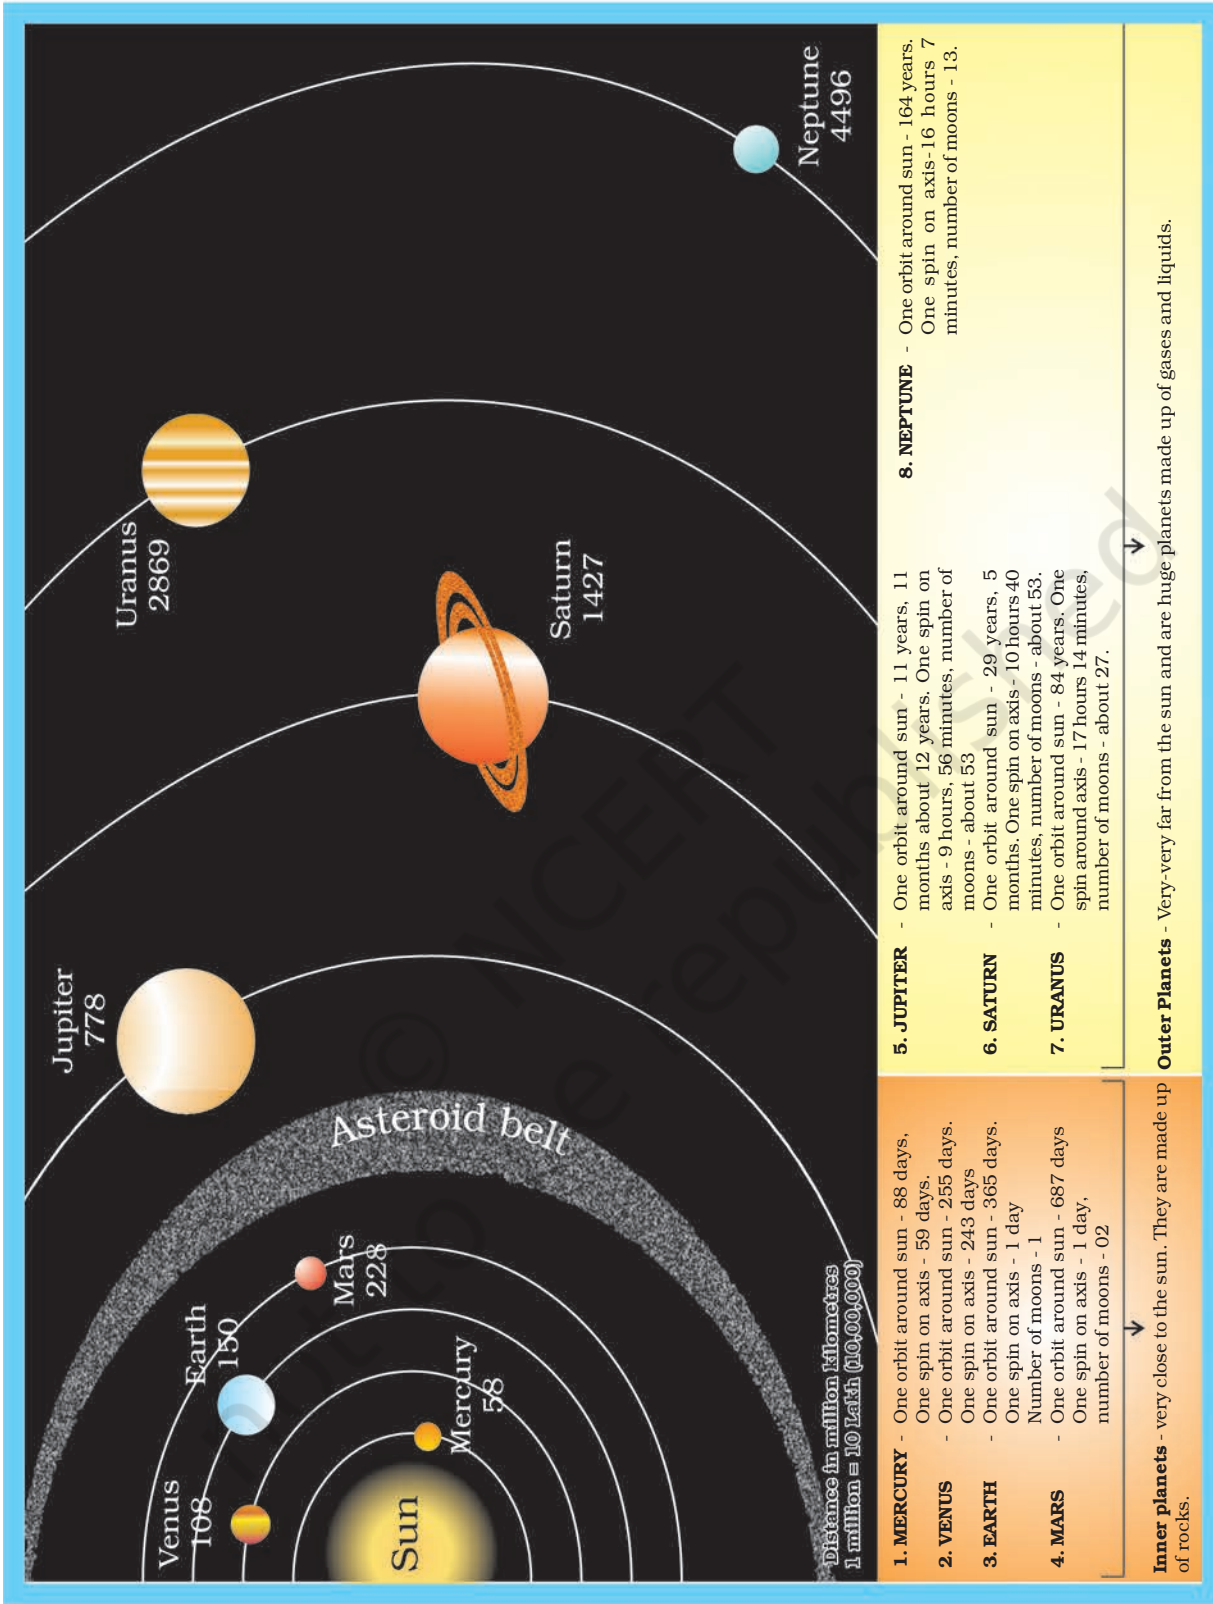 Sun
Mercury
58
Venus
108
Earth
150
Mars
228
Asteroid belt
Jupiter
778
Saturn
1427
Uranus
2869
Neptune
4496
Distance in million kilometres
1 million = 10 Lakh (10,00,000)
1. MERCURY - One orbit around sun - 88 days,
One spin on axis - 59 days.
2. VENUS - One orbit around sun - 255 days.
One spin on axis - 243 days
3. EARTH - One orbit around sun - 365 days.
One spin on axis - 1 day
Number of moons - 1
4. MARS - One orbit around sun - 687 days
One spin on axis - 1 day,
number of moons - 02
Inner planets - very close to the sun. They are made up
of rocks.
5. JUPITER - One orbit around sun - 11 years, 11
months about 12 years. One spin on
axis - 9 hours, 56 minutes, number of
moons - about 53
6. SATURN - One orbit around sun - 29 years, 5
months. One spin on axis - 10 hours 40
minutes, number of moons - about 53.
7. URANUS - One orbit around sun - 84 years. One
spin around axis - 17 hours 14 minutes,
number of moons - about 27.
8. NEPTUNE - One orbit around sun - 164 years.
One spin on axis-16 hours 7
minutes, number of moons - 13.
Outer Planets - Very-very far from the sun and are huge planets made up of gases and liquids.
© NCERT
not to be republished